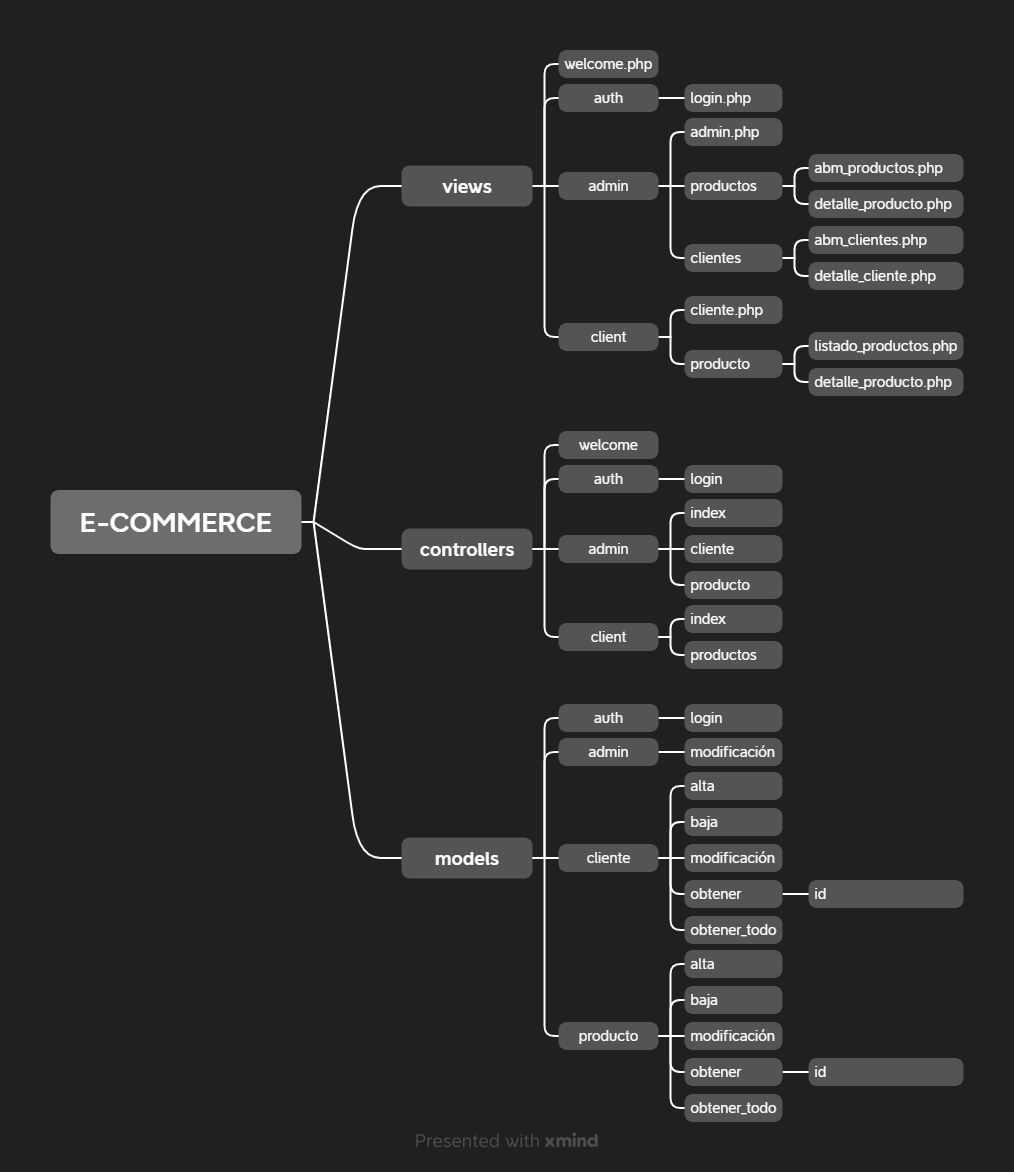 E-COMMERCE
views
welcome.php
auth
login.php
admin
admin.php
productos
abm_productos.php
detalle_producto.php
clientes
abm_clientes.php
detalle_cliente.php
client
cliente.php
producto
listado_productos.php
detalle_producto.php
controllers
welcome
auth
login
admin
index
cliente
producto
client
index
productos
models
auth
login
admin
modificación
cliente
alta
baja
modificación
obtener
id
obtener_todo
producto
alta
baja
modificación
obtener
id
obtener_todo
Presented with xmind